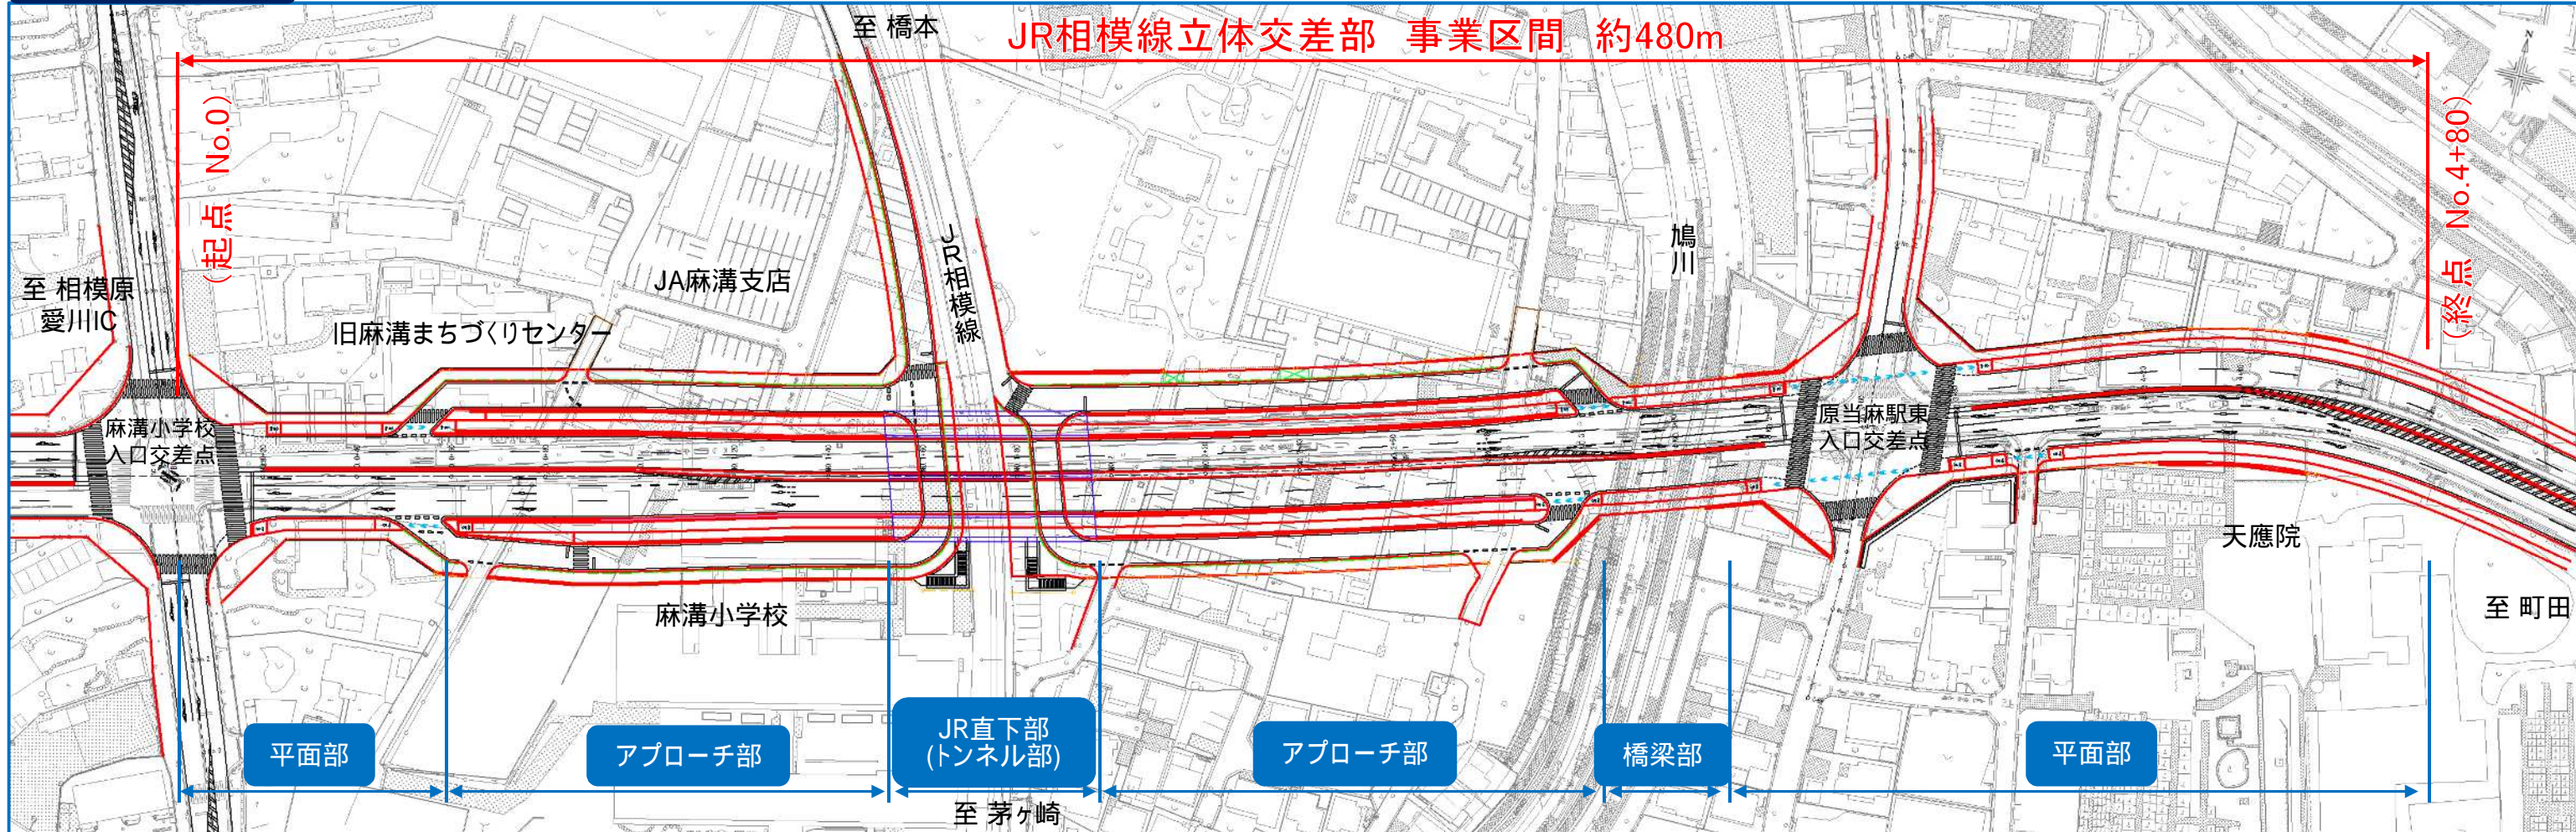 至 橋本
JR相模線立体交差部 事業区間 約480m
(起点 No.0)
(終点 No.4+80)
至 相模原
愛川IC
旧麻溝まちづくりセンター
JA麻溝支店
JR相模線
鳩川
麻溝小学校
入口交差点
原当麻駅東
入口交差点
天應院
麻溝小学校
至 町田
平面部
アプローチ部
JR直下部
(トンネル部)
アプローチ部
橋梁部
平面部
至 茅ヶ崎
N